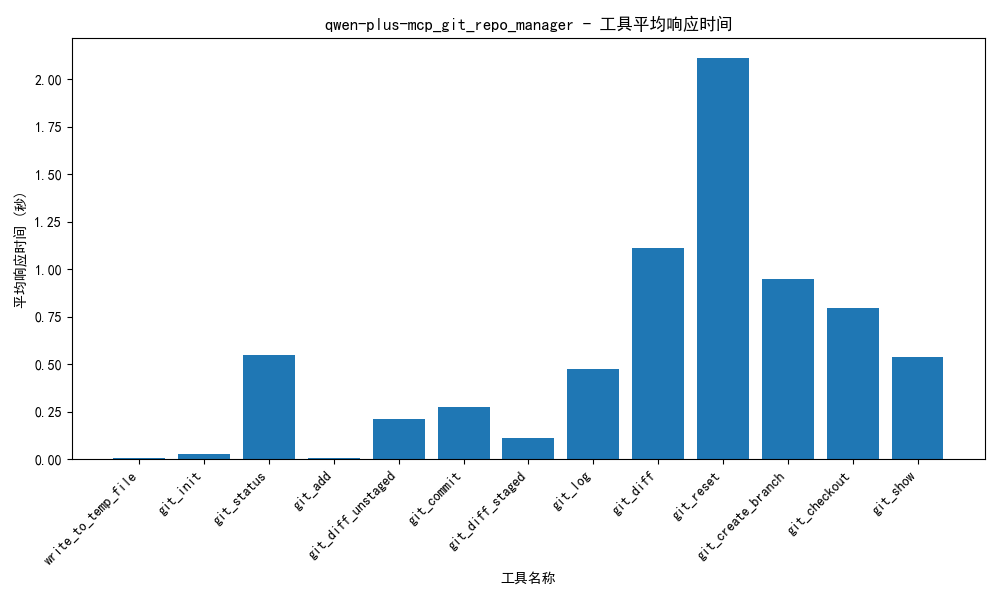 qwen-plus-mcp_git_repo_manager - 工具平均响应时间
平均响应时间 (秒)
2.00
1.75
1.50
1.25
1.00
0.75
0.50
0.25
0.00
write_to_temp_file
git_init
git_status
git_add
git_diff_unstaged
git_commit
git_diff_staged
git_log
git_diff
git_reset
git_create_branch
git_checkout
git_show
工具名称